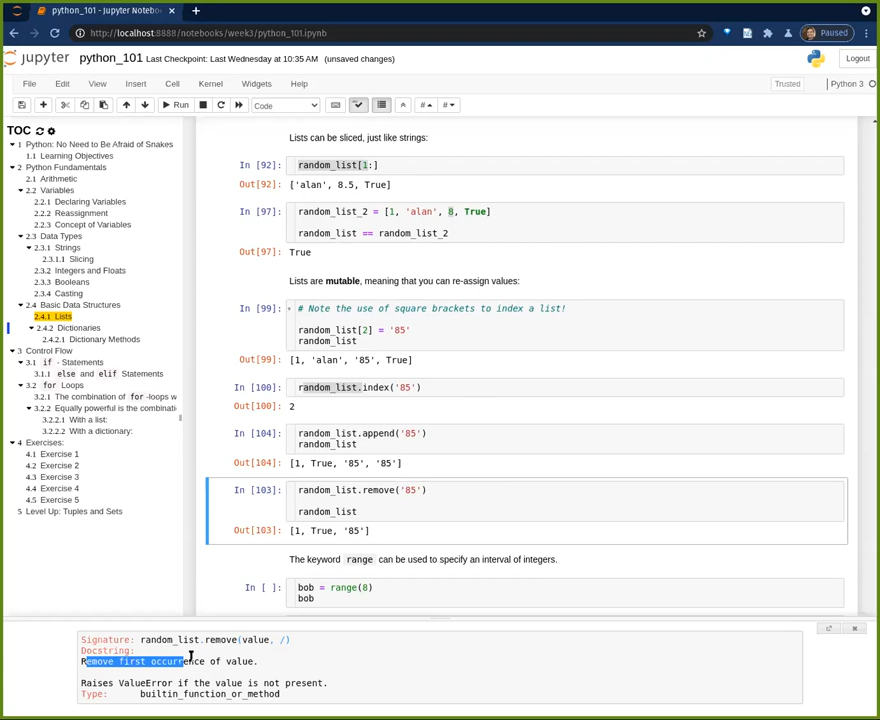 python_101 - Jupyter Notebo
http://localhost:8888/notebooks/week3/python_101.ipynb
Paused
jupyter python_101 Last Checkpoint: Last Wednesday at 10:35 AM (unsaved changes)
Logout
File Edit View Insert Cell Kernel Widgets Help
Trusted Python 3
Run Code
TOC
1 Python: No Need to Be Afraid of Snakes
1.1 Learning Objectives
2 Python Fundamentals
2.1 Arithmetic
2.2 Variables
2.2.1 Declaring Variables
2.2.2 Reassignment
2.2.3 Concept of Variables
2.3 Data Types
2.3.1 Strings
2.3.1.1 Slicing
2.3.2 Integers and Floats
2.3.3 Booleans
2.3.4 Casting
2.4 Basic Data Structures
2.4.1 Lists
2.4.2 Dictionaries
2.4.2.1 Dictionary Methods
3 Control Flow
3.1 if - Statements
3.1.1 else and elif Statements
3.2 for Loops
3.2.1 The combination of for -loops w
3.2.2 Equally powerful is the combinati
3.2.2.1 With a list:
3.2.2.2 With a dictionary:
4 Exercises:
4.1 Exercise 1
4.2 Exercise 2
4.3 Exercise 3
4.4 Exercise 4
4.5 Exercise 5
5 Level Up: Tuples and Sets
Lists can be sliced, just like strings:
In [92]: random_list[1:]
Out[92]: ['alan', 8.5, True]
In [97]: random_list_2 = [1, 'alan', 8, True]
random_list == random_list_2
Out[97]: True
Lists are mutable, meaning that you can re-assign values:
In [99]: # Note the use of square brackets to index a list!
random_list[2] = '85'
random_list
Out[99]: [1, 'alan', '85', True]
In [100]: random_list.index('85')
Out[100]: 2
In [104]: random_list.append('85')
random_list
Out[104]: [1, True, '85', '85']
In [103]: random_list.remove('85')
random_list
Out[103]: [1, True, '85']
The keyword range can be used to specify an interval of integers.
In [ ]: bob = range(8)
bob
Signature: random_list.remove(value, /)
Docstring:
Remove first occurrence of value.
Raises ValueError if the value is not present.
Type: builtin_function_or_method